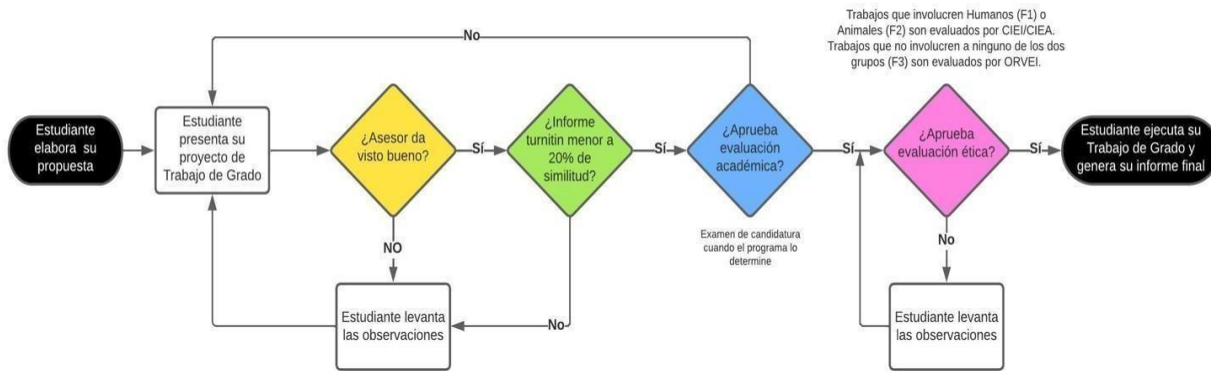 Trabajos que involucren Humanos (F1) o
Animales (F2) son evaluados por CIEI/CIEA.
Trabajos que no involucren a ninguno de los dos
grupos (F3) son evaluados por ORVEI.
No
Estudiante
elabora su
propuesta
Estudiante
presenta su
proyecto de
Trabajo de Grado
¿Asesor da
visto bueno?
Sí
¿Informe
turnitin menor a
20% de
similitud?
Sí
¿Aprueba
evaluación
académica?
Sí
¿Aprueba
evaluación ética?
Sí
Estudiante ejecuta su
Trabajo de Grado y
genera su informe final
Examen de candidatura
cuando el programa lo
determine
NO
No
Estudiante levanta
las observaciones
No
Estudiante levanta
las observaciones